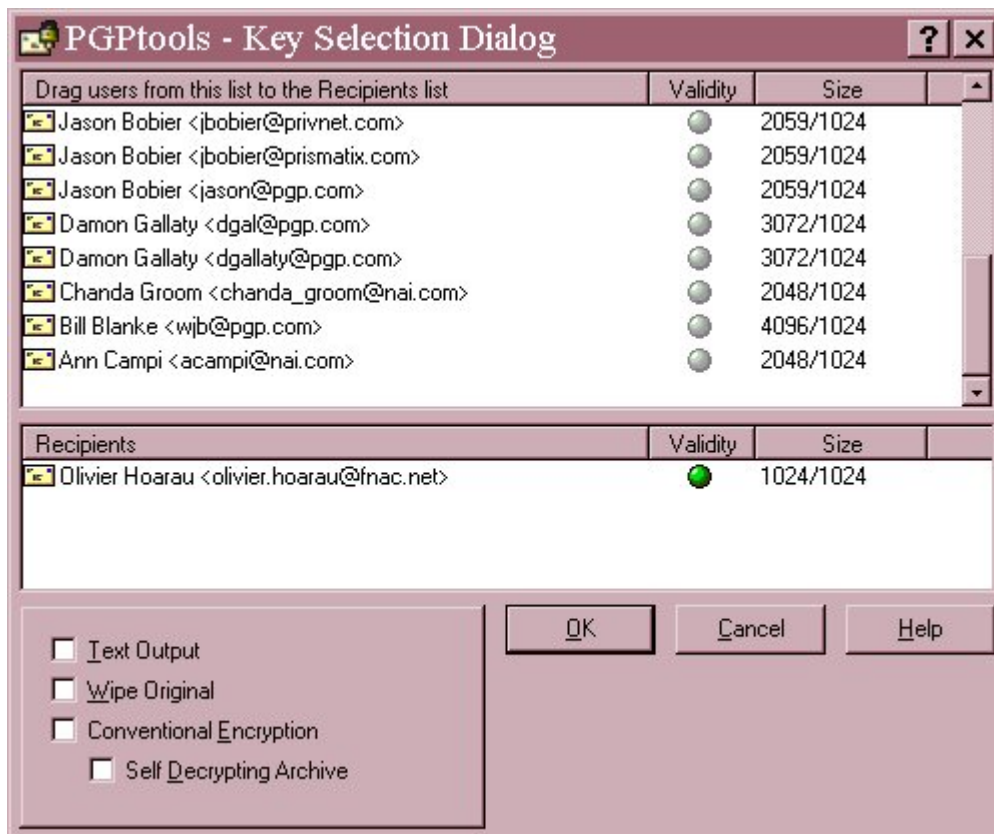 PGPtools - Key Selection Dialog
Drag users from this list to the Recipients list Validity Size
Jason Bobier <jbobier@privnet.com> 2059/1024
Jason Bobier <jbobier@prismatix.com> 2059/1024
Jason Bobier <jason@pgp.com> 2059/1024
Damon Gallaty <dgal@pgp.com> 3072/1024
Damon Gallaty <dgallaty@pgp.com> 3072/1024
Chanda Groom <chanda_groom@nai.com> 2048/1024
Bill Blanke <wjb@pgp.com> 4096/1024
Ann Campi <acampi@nai.com> 2048/1024
Recipients Validity Size
Olivier Hoarau <olivier.hoarau@fnac.net> 1024/1024
OK Cancel Help
Text Output
Wipe Original
Conventional Encryption
Self Decrypting Archive